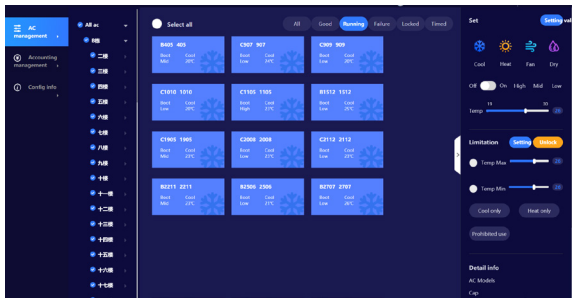 AC
management
Accounting
management
Config info
All ac
B栋
二楼
三楼
四楼
五楼
六楼
七楼
八楼
九楼
十楼
十一楼
十二楼
十三楼
十四楼
十五楼
十六楼
十七楼
Select all
All Good Running Failure Locked Timed
B405 405
Boot Cool
Mid 20℃
C907 907
Boot Cool
Low
C909 909
Boot Cool
Low 20℃
C1010 1010
Boot Cool
Low 20℃
C1105 1105
Boot Cool
High 21℃
B1512 1512
Boot Cool
Low 20℃
C1905 1905
Boot Cool
Mid 23℃
C2008 2008
Boot Cool
Low 23℃
C2112 2112
Boot Cool
Low 23℃
B2211 2211
Boot Cool
Mid 23℃
B2506 2506
Boot Cool
Low 21℃
B2707 2707
Boot Cool
Low 20℃
Set Setting val
Cool Heat Fan Dry
Off On High Mid Low
Temp
Limitation Setting Unlock
Temp Max
Temp Min
Cool only Heat only
Prohibited use
Detail info
AC Models
Cap